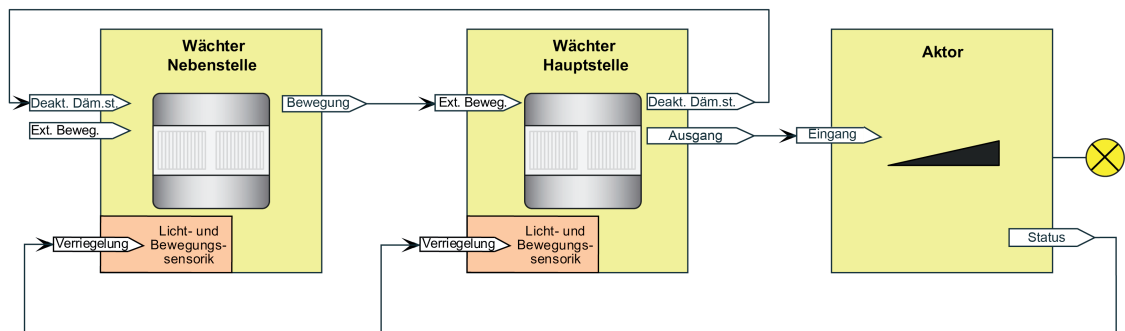 Wächter
Nebenstelle
Deakt. Däm.st.
Ext. Beweg.
Bewegung
Verriegelung
Licht- und
Bewegungs-
sensorik
Wächter
Hauptstelle
Ext. Beweg.
Deakt. Däm.st.
Ausgang
Verriegelung
Licht- und
Bewegungs-
sensorik
Aktor
Eingang
Status